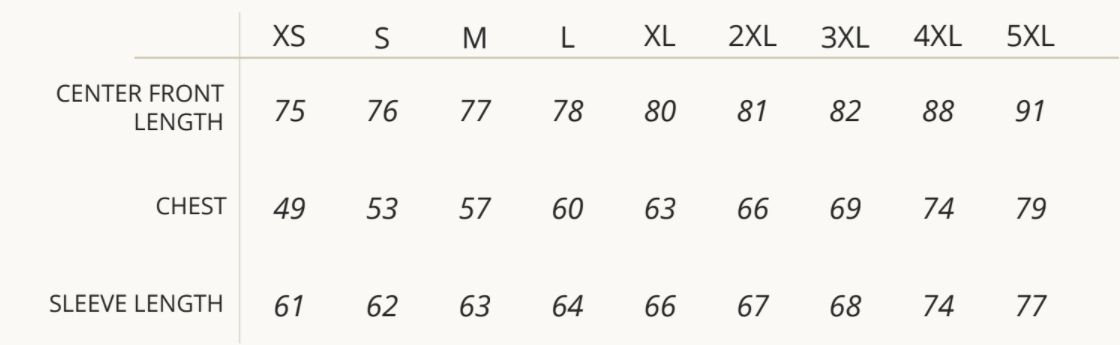 XS S M L XL 2XL 3XL 4XL 5XL
CENTER FRONT
LENGTH 75 76 77 78 80 81 82 88 91
CHEST 49 53 57 60 63 66 69 74 79
SLEEVE LENGTH 61 62 63 64 66 67 68 74 77